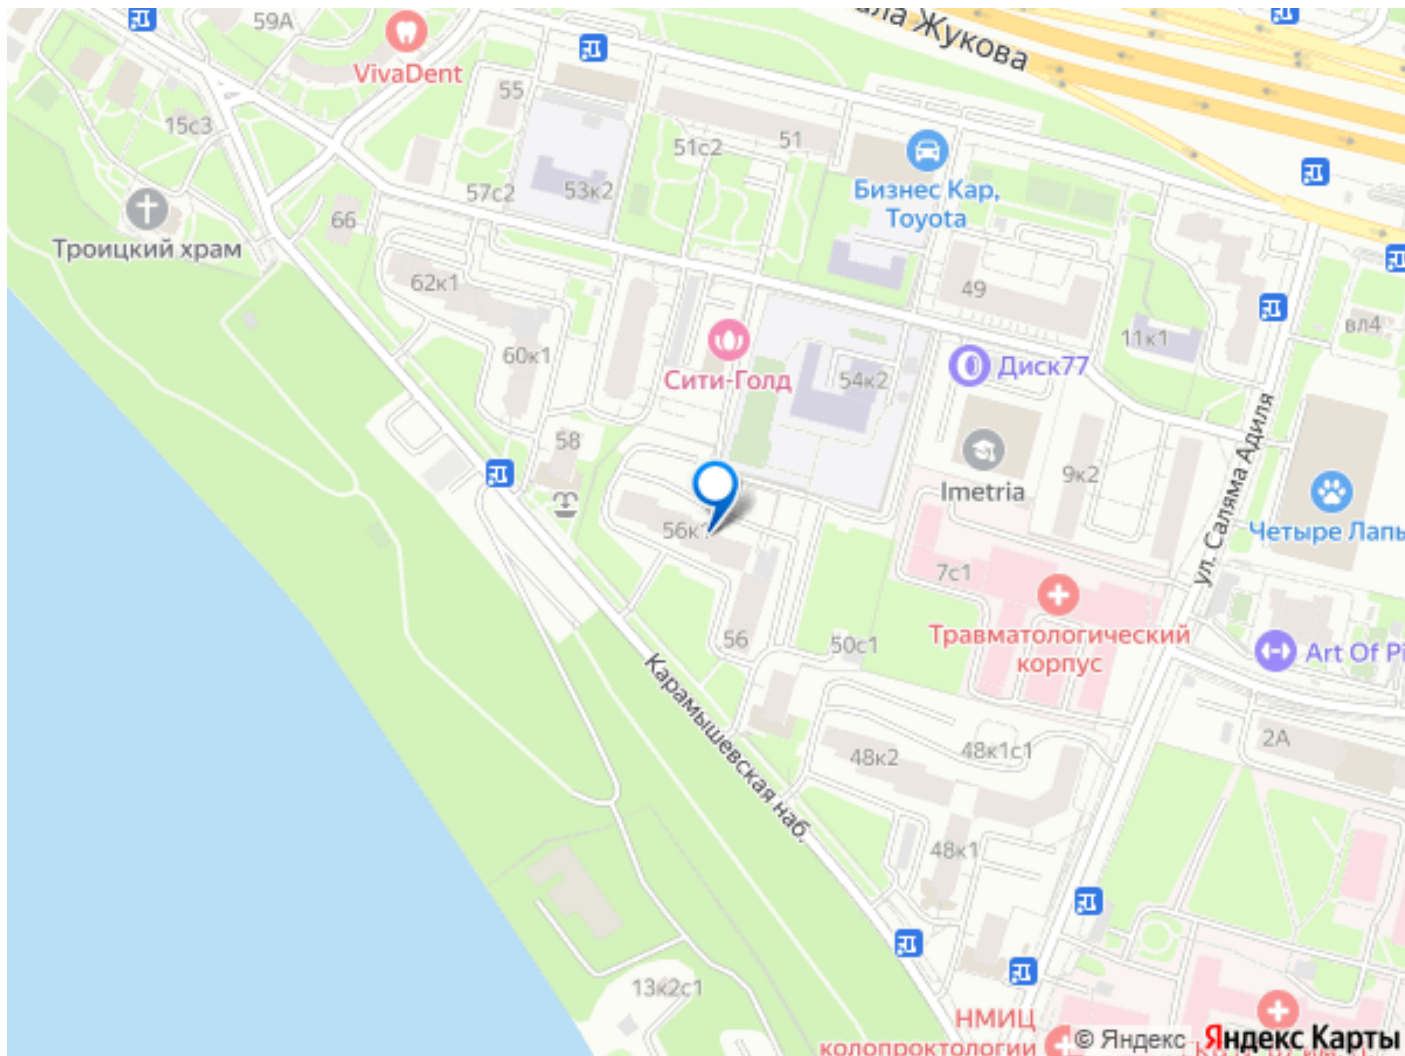 59А
ала Жукова
VivaDent
55
15с3
51с2
51
Бизнес Кар,
Toyota
57с2
53к2
66
Троицкий храм
62к1
49
вл4
11к1
60к1
Сити-Голд
54к2
Диск77
58
9к2
Imetria
ул. Саляма Адиля
Четыре Лапы
56к1
7с1
Травматологический
корпус
56
50с1
Art Of Pi
Карамышевская наб.
48к2
48к1с1
2А
48к1
13к2с1
НМИЦ
колопроктологии
© Яндекс Яндекс Карты